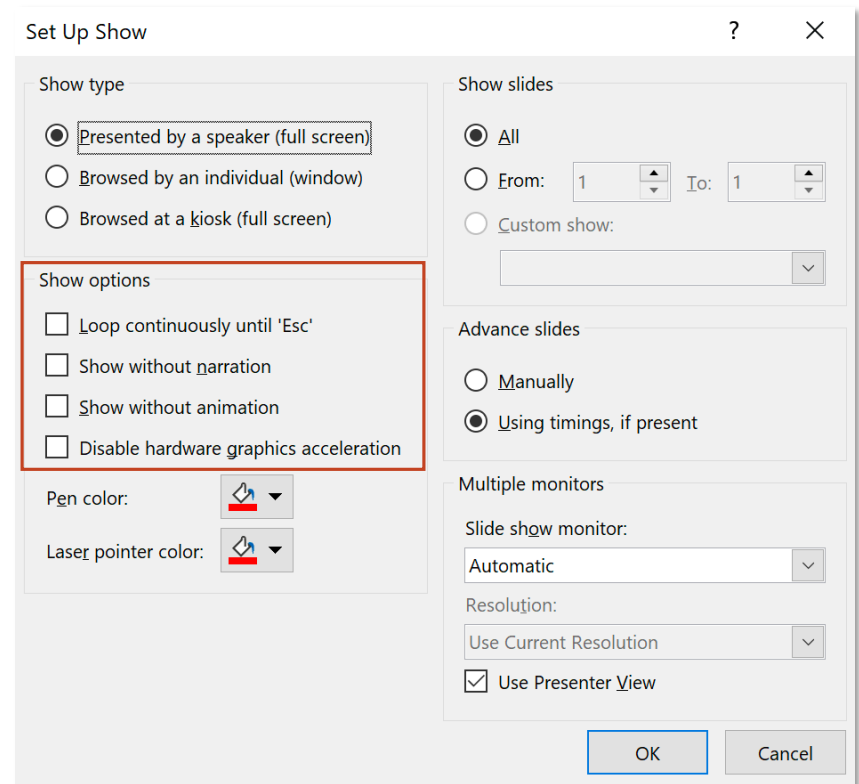 Set Up Show
?
Show type
Presented by a speaker (full screen)
Browsed by an individual (window)
Browsed at a kiosk (full screen)
Show options
Loop continuously until 'Esc'
Show without narration
Show without animation
Disable hardware graphics acceleration
Pen color:
Laser pointer color:
Show slides
All
From: 1 To: 1
Custom show:
Advance slides
Manually
Using timings, if present
Multiple monitors
Slide show monitor:
Automatic
Resolution:
Use Current Resolution
Use Presenter View
OK Cancel